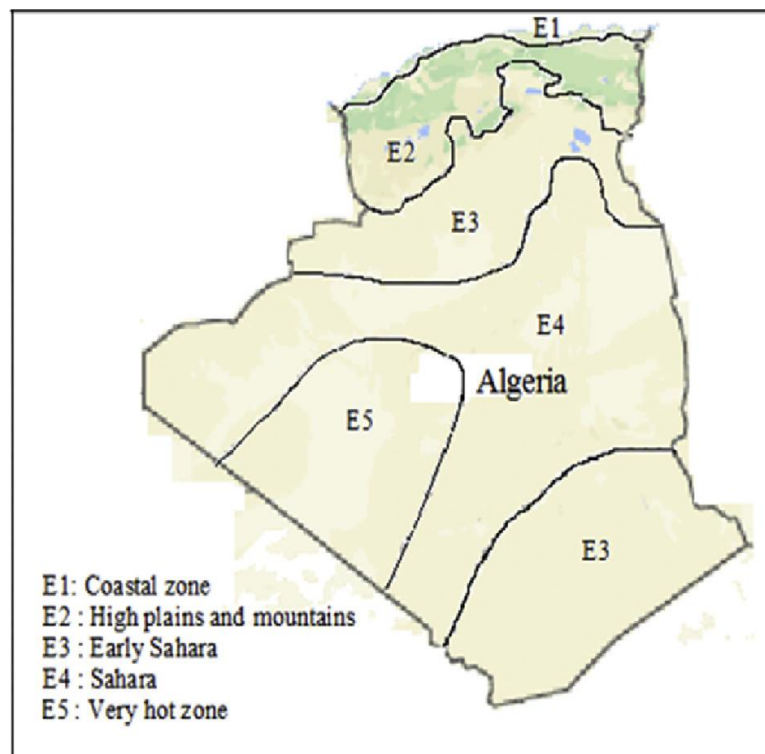 E1
E2
E3
E4
Algeria
E5
E3
E1: Coastal zone
E2 : High plains and mountains
E3 : Early Sahara
E4 : Sahara
E5 : Very hot zone